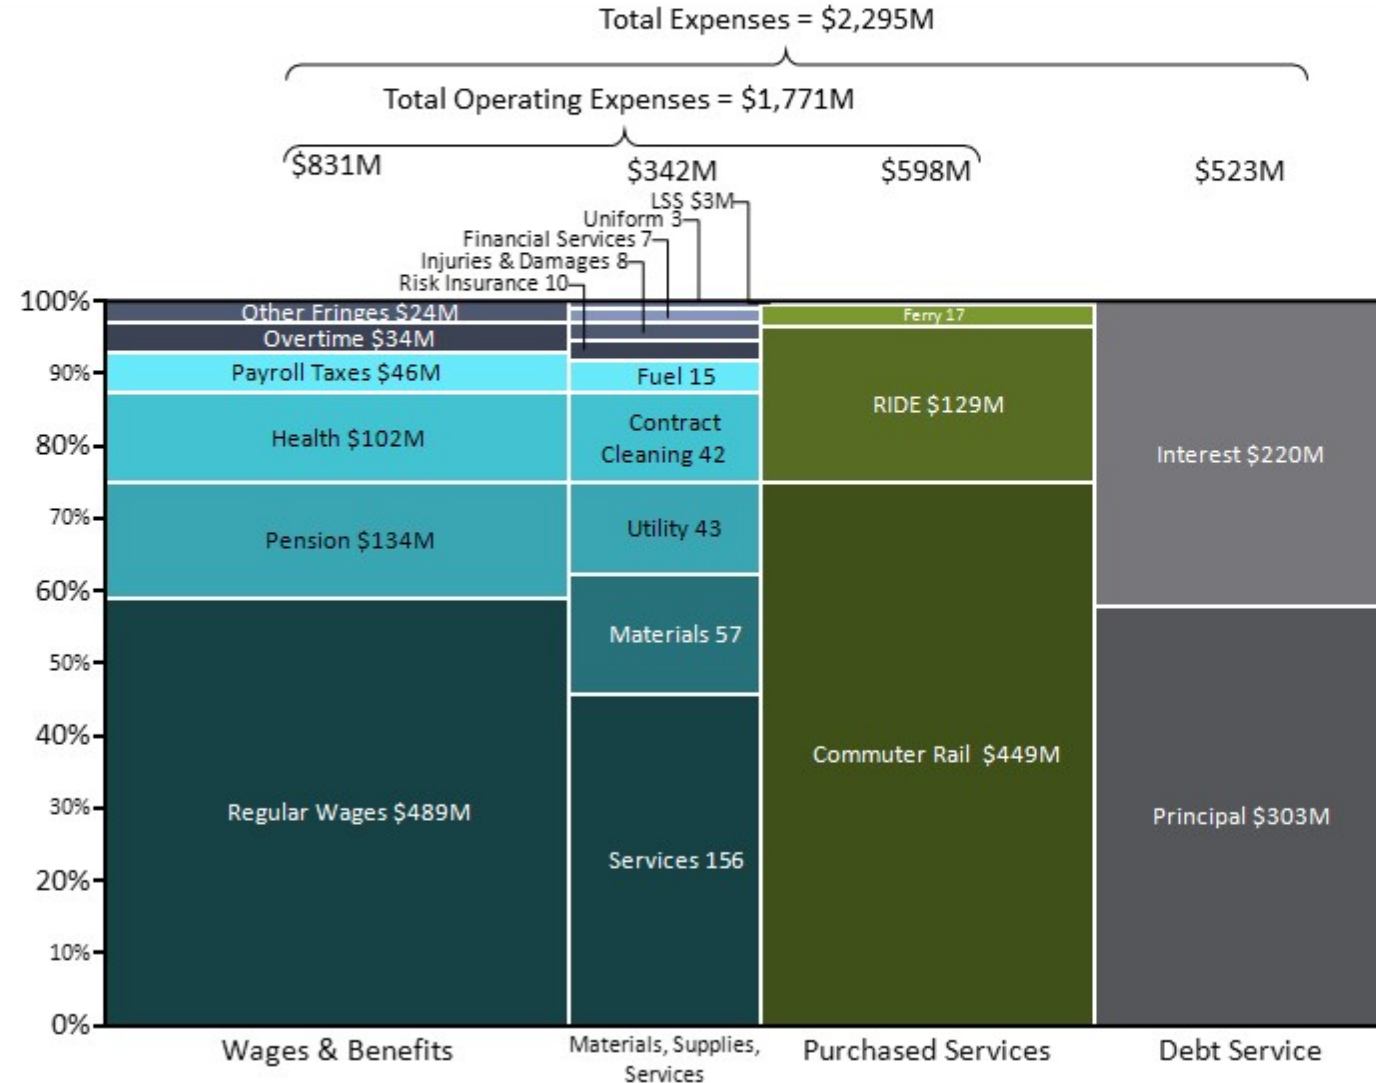 Total Expenses = $2,295M
Total Operating Expenses = $1,771M
$831M
$342M
$598M
$523M
LSS $3M
Uniform 3
Financial Services 7
Injuries & Damages 8
Risk Insurance 10
100%
90%
80%
70%
60%
50%
40%
30%
20%
10%
0%
Other Fringes $24M
Overtime $34M
Payroll Taxes $46M
Health $102M
Pension $134M
Regular Wages $489M
Fuel 15
Contract
Cleaning 42
Utility 43
Materials 57
Services 156
Ferry 17
RIDE $129M
Commuter Rail $449M
Interest $220M
Principal $303M
Wages & Benefits
Materials, Supplies,
Services
Purchased Services
Debt Service